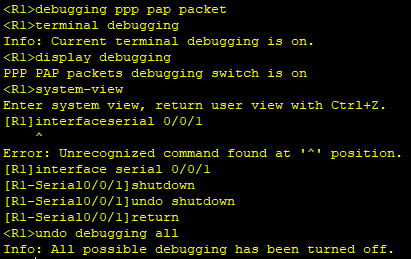 <R1>debugging ppp pap packet
<R1>terminal debugging
Info: Current terminal debugging is on.
<R1>display debugging
PPP PAP packets debugging switch is on
<R1>system-view
Enter system view, return user view with Ctrl+Z.
[R1]interfaceserial 0/0/1
^
Error: Unrecognized command found at '^' position.
[R1]interface serial 0/0/1
[R1-Serial0/0/1]shutdown
[R1-Serial0/0/1]undo shutdown
[R1-Serial0/0/1]return
<R1>undo debugging all
Info: All possible debugging has been turned off.